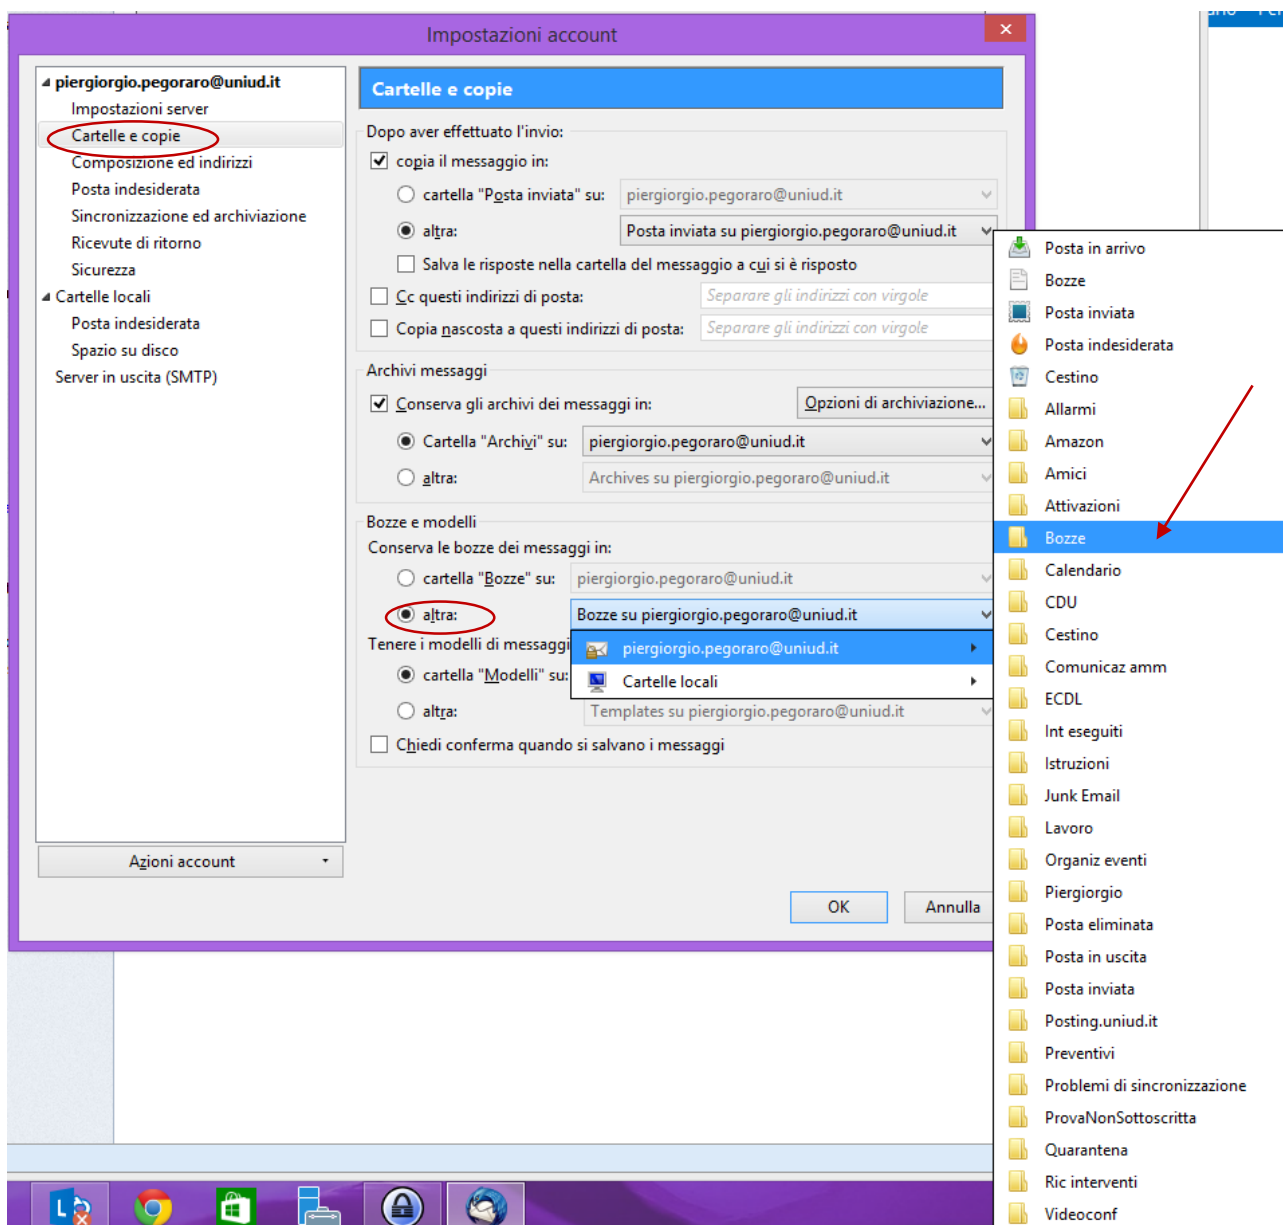 Impostazioni account
piergiorgio.pegoraro@uniud.it
Impostazioni server
Cartelle e copie
Composizione ed indirizzi
Posta indesiderata
Sincronizzazione ed archiviazione
Ricevute di ritorno
Sicurezza
Cartelle locali
Posta indesiderata
Spazio su disco
Server in uscita (SMTP)
Azioni account
Cartelle e copie
Dopo aver effettuato l'invio:
copia il messaggio in:
cartella "Posta inviata" su: piergiorgio.pegoraro@uniud.it
altra: Posta inviata su piergiorgio.pegoraro@uniud.it
Salva le risposte nella cartella del messaggio a cui si è risposto
Cc questi indirizzi di posta: Separare gli indirizzi con virgole
Copia nascosta a questi indirizzi di posta: Separare gli indirizzi con virgole
Archivi messaggi
Conserva gli archivi dei messaggi in: Opzioni di archiviazione...
Cartella "Archivi" su: piergiorgio.pegoraro@uniud.it
altra: Archives su piergiorgio.pegoraro@uniud.it
Bozze e modelli
Conserva le bozze dei messaggi in:
cartella "Bozze" su: piergiorgio.pegoraro@uniud.it
altra: Bozze su piergiorgio.pegoraro@uniud.it
Tenere i modelli di messaggi piergiorgio.pegoraro@uniud.it
cartella "Modelli" su: Cartelle locali
altra: Templates su piergiorgio.pegoraro@uniud.it
Chiedi conferma quando si salvano i messaggi
OK Annulla
Posta in arrivo
Bozze
Posta inviata
Posta indesiderata
Cestino
Allarmi
Amazon
Amici
Attivazioni
Bozze
Calendario
CDU
Cestino
Comunicaz amm
ECDL
Int eseguiti
Istruzioni
Junk Email
Lavoro
Organiz eventi
Piergiorgio
Posta eliminata
Posta in uscita
Posta inviata
Posting.uniud.it
Preventivi
Problemi di sincronizzazione
ProvaNonSottoscritta
Quarantena
Ric interventi
Videoconf